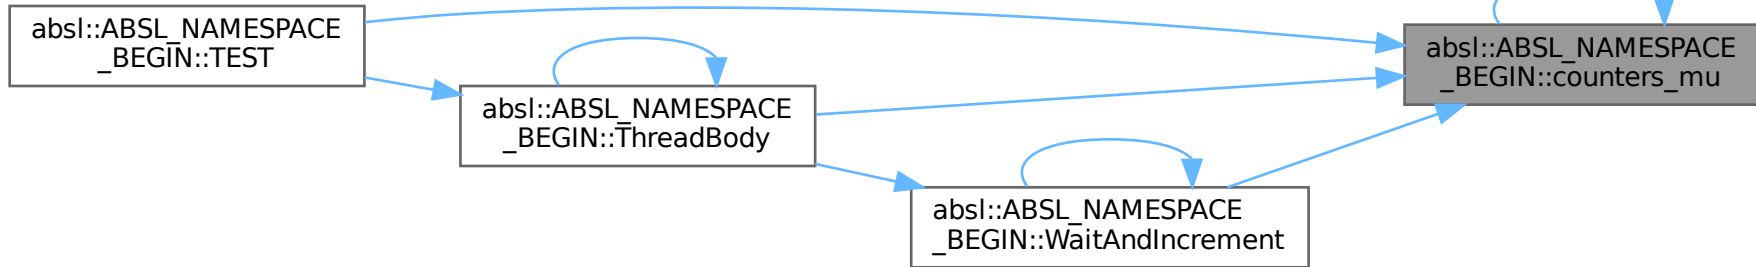 absl::ABSL_NAMESPACE
_BEGIN::TEST
absl::ABSL_NAMESPACE
_BEGIN::counters_mu
absl::ABSL_NAMESPACE
_BEGIN::ThreadBody
absl::ABSL_NAMESPACE
_BEGIN::WaitAndIncrement